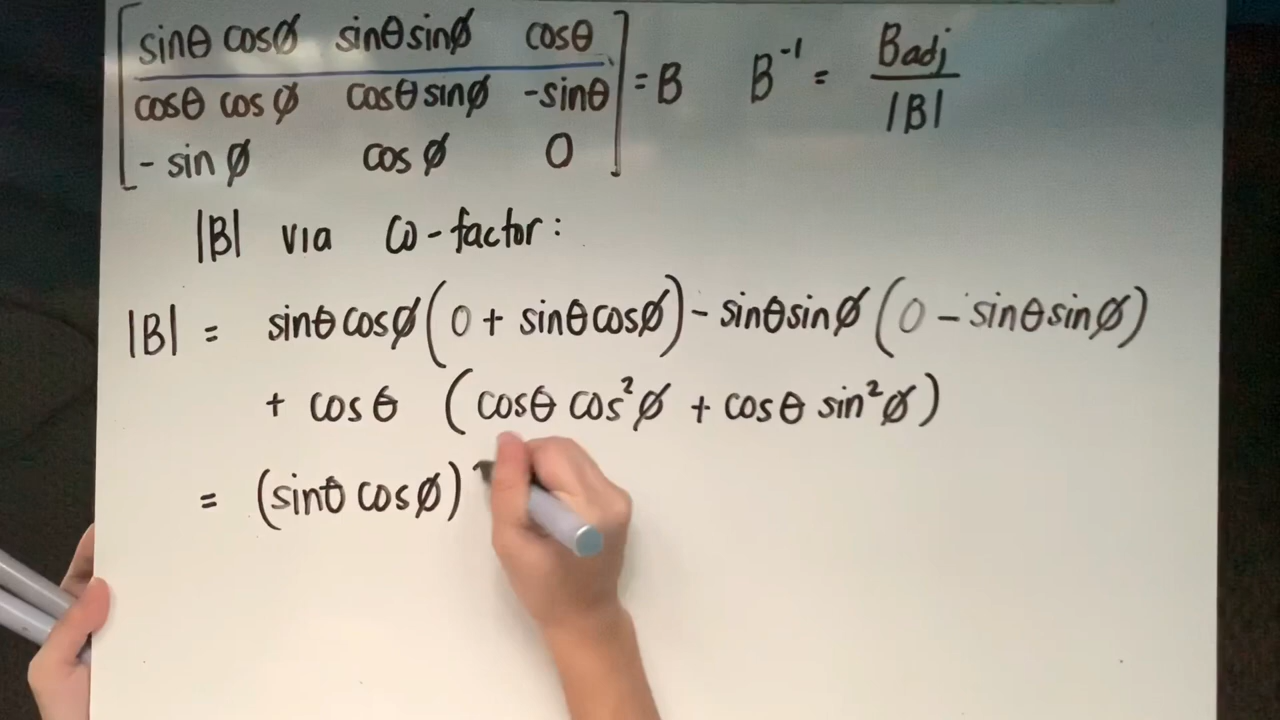 [ sinθ cosφ sinθ sinφ cosθ
cosθ cosφ cosθ sinφ -sinθ
- sin φ cos φ 0 ] = B B⁻¹ = Badj / |B|
|B| via Co-factor:
|B| = sinθ cosφ (0 + sinθ cosφ) - sinθ sinφ (0 - sinθ sinφ)
+ cos θ (cosθ cos²φ + cosθ sin²φ)
= (sinθ cosφ)